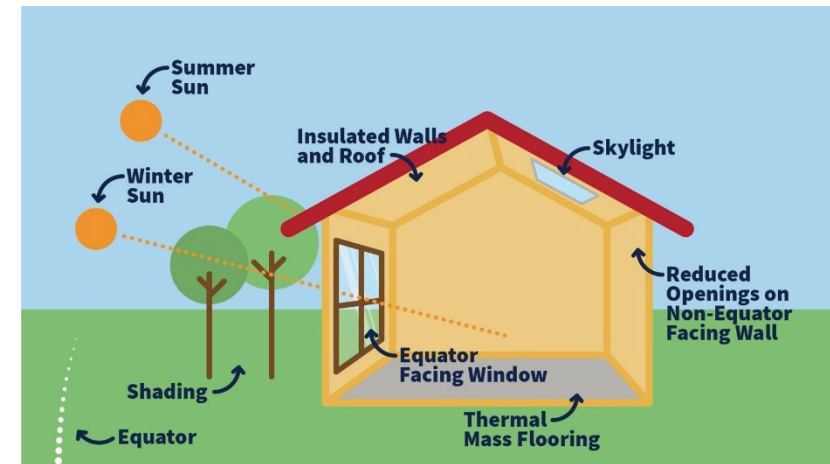 Summer
Sun
Winter
Sun
Insulated Walls
and Roof
Skylight
Reduced
Openings on
Non-Equator
Facing Wall
Equator
Facing Window
Shading
Thermal
Mass Flooring
Equator